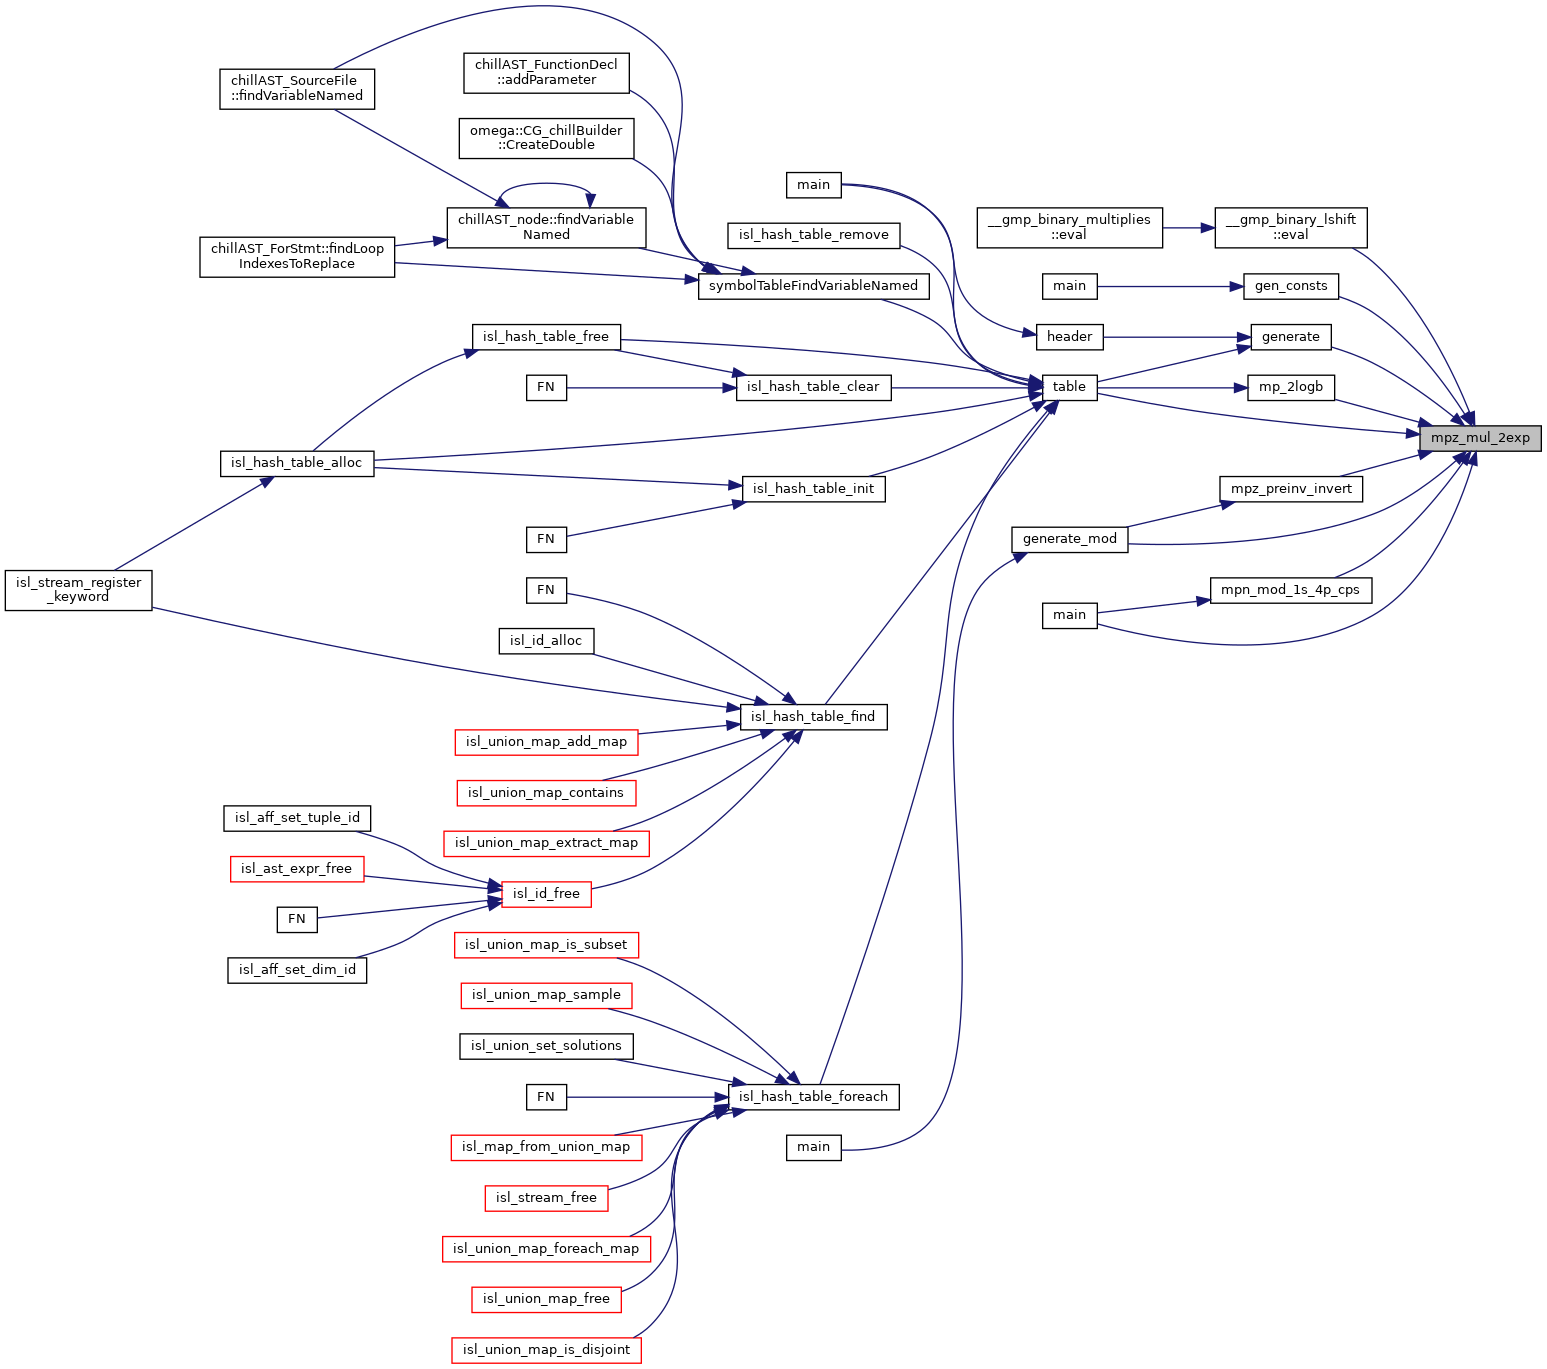 chillAST_SourceFile
::findVariableNamed
chillAST_FunctionDecl
::addParameter
omega::CG_chillBuilder
::CreateDouble
main
chillAST_node::findVariable
Named
__gmp_binary_multiplies
::eval
__gmp_binary_lshift
::eval
isl_hash_table_remove
chillAST_ForStmt::findLoop
IndexesToReplace
symbolTableFindVariableNamed
main
gen_consts
isl_hash_table_free
header
generate
FN
isl_hash_table_clear
table
mp_2logb
mpz_mul_2exp
isl_hash_table_alloc
isl_hash_table_init
mpz_preinv_invert
FN
generate_mod
isl_stream_register
_keyword
FN
mpn_mod_1s_4p_cps
main
isl_id_alloc
isl_hash_table_find
isl_union_map_add_map
isl_union_map_contains
isl_aff_set_tuple_id
isl_union_map_extract_map
isl_ast_expr_free
isl_id_free
FN
isl_union_map_is_subset
isl_aff_set_dim_id
isl_union_map_sample
isl_union_set_solutions
FN
isl_hash_table_foreach
isl_map_from_union_map
main
isl_stream_free
isl_union_map_foreach_map
isl_union_map_free
isl_union_map_is_disjoint